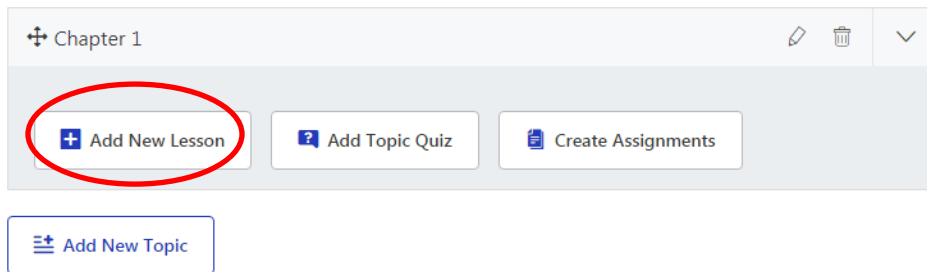 Chapter 1
Add New Lesson
Add Topic Quiz
Create Assignments
Add New Topic